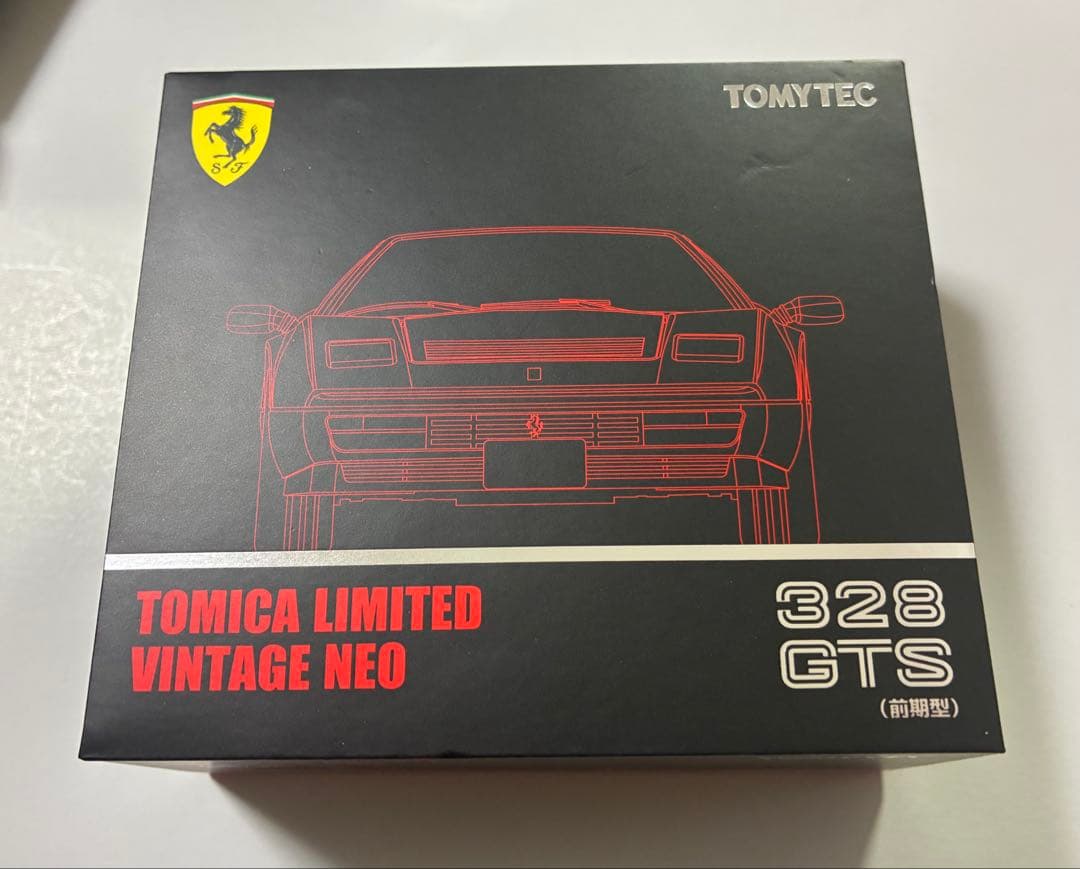 TOMYTEC
S F
TOMICA LIMITED
VINTAGE NEO
328
GTS
(前期型)